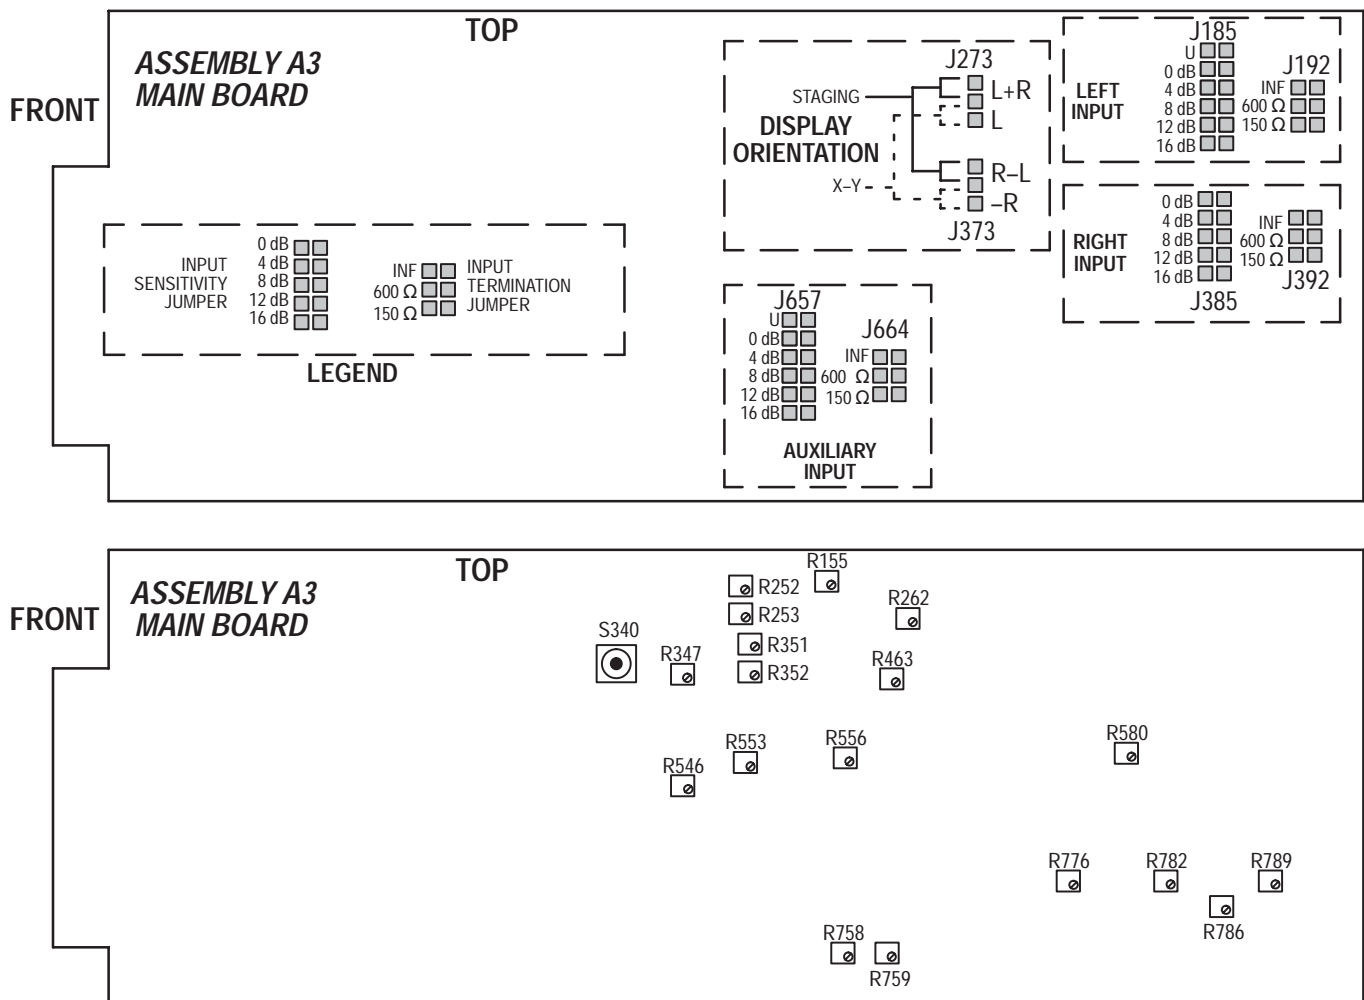 TOP
ASSEMBLY A3
MAIN BOARD
FRONT
INPUT
SENSITIVITY
JUMPER
0 dB
4 dB
8 dB
12 dB
16 dB
INF
600 Ω
150 Ω
INPUT
TERMINATION
JUMPER
LEGEND
STAGING
DISPLAY
ORIENTATION
X–Y
J273
L+R
L
R–L
–R
J373
LEFT
INPUT
J185
U
0 dB
4 dB
8 dB
12 dB
16 dB
J192
INF
600 Ω
150 Ω
RIGHT
INPUT
0 dB
4 dB
8 dB
12 dB
16 dB
J385
INF
600 Ω
150 Ω
J392
J657
U
0 dB
4 dB
8 dB
12 dB
16 dB
J664
INF
600 Ω
150 Ω
AUXILIARY
INPUT
TOP
ASSEMBLY A3
MAIN BOARD
FRONT
R155
R252
R253
R262
S340
R347
R351
R352
R463
R546
R553
R556
R580
R776
R782
R789
R786
R758
R759